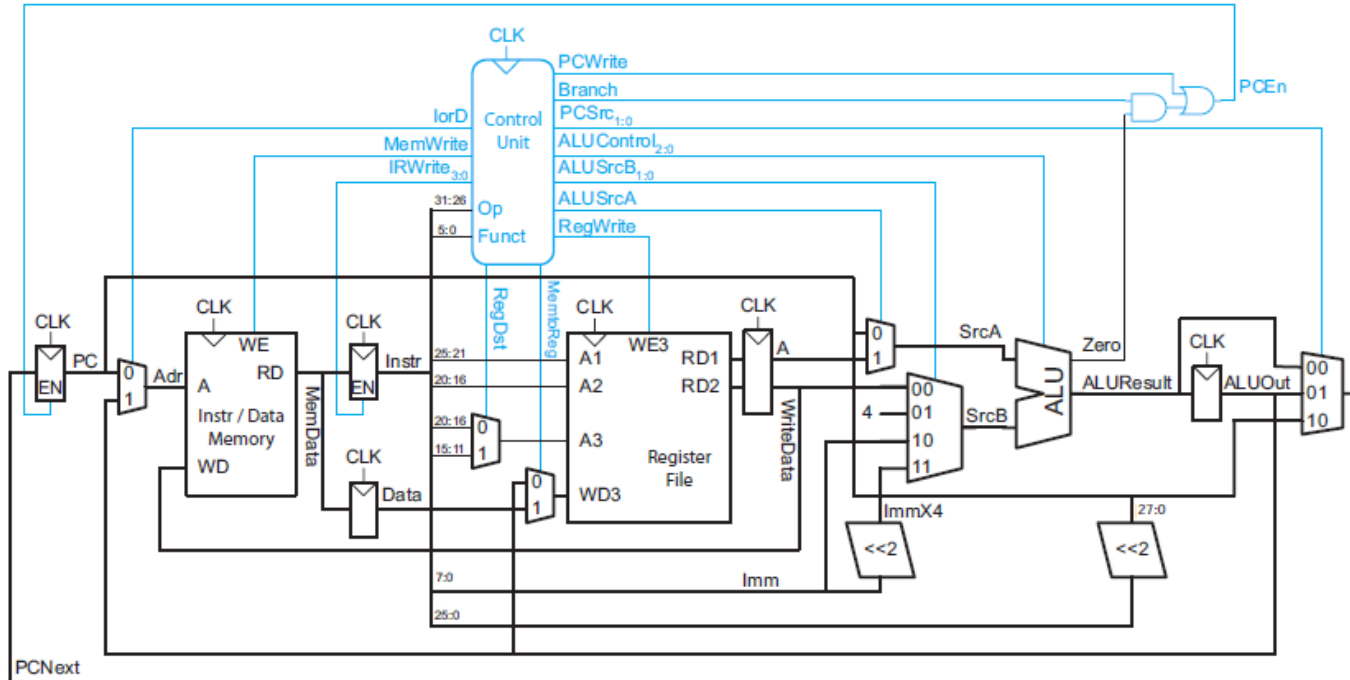 CLK
PCWrite
Branch
PCEn
PCSrc1:0
IorD
Control
Unit
ALUControl2:0
MemWrite
ALUSrcB1:0
IRWrite3:0
ALUSrcA
31:26
Op
RegWrite
5:0
Funct
RegDst
MemtoReg
CLK
CLK
CLK
CLK
CLK
CLK
PC
EN
0
1
Adr
WE
A
RD
Instr / Data
Memory
WD
MemData
EN
Instr
CLK
Data
25:21
20:16
20:16
15:11
0
1
0
1
A1
A2
A3
WD3
WE3
RD1
RD2
Register
File
A
WriteData
0
1
SrcA
00
01
10
11
4
SrcB
ALU
Zero
ALUResult
ALUOut
00
01
10
ImmX4
<<2
27:0
<<2
7:0
Imm
25:0
PCNext